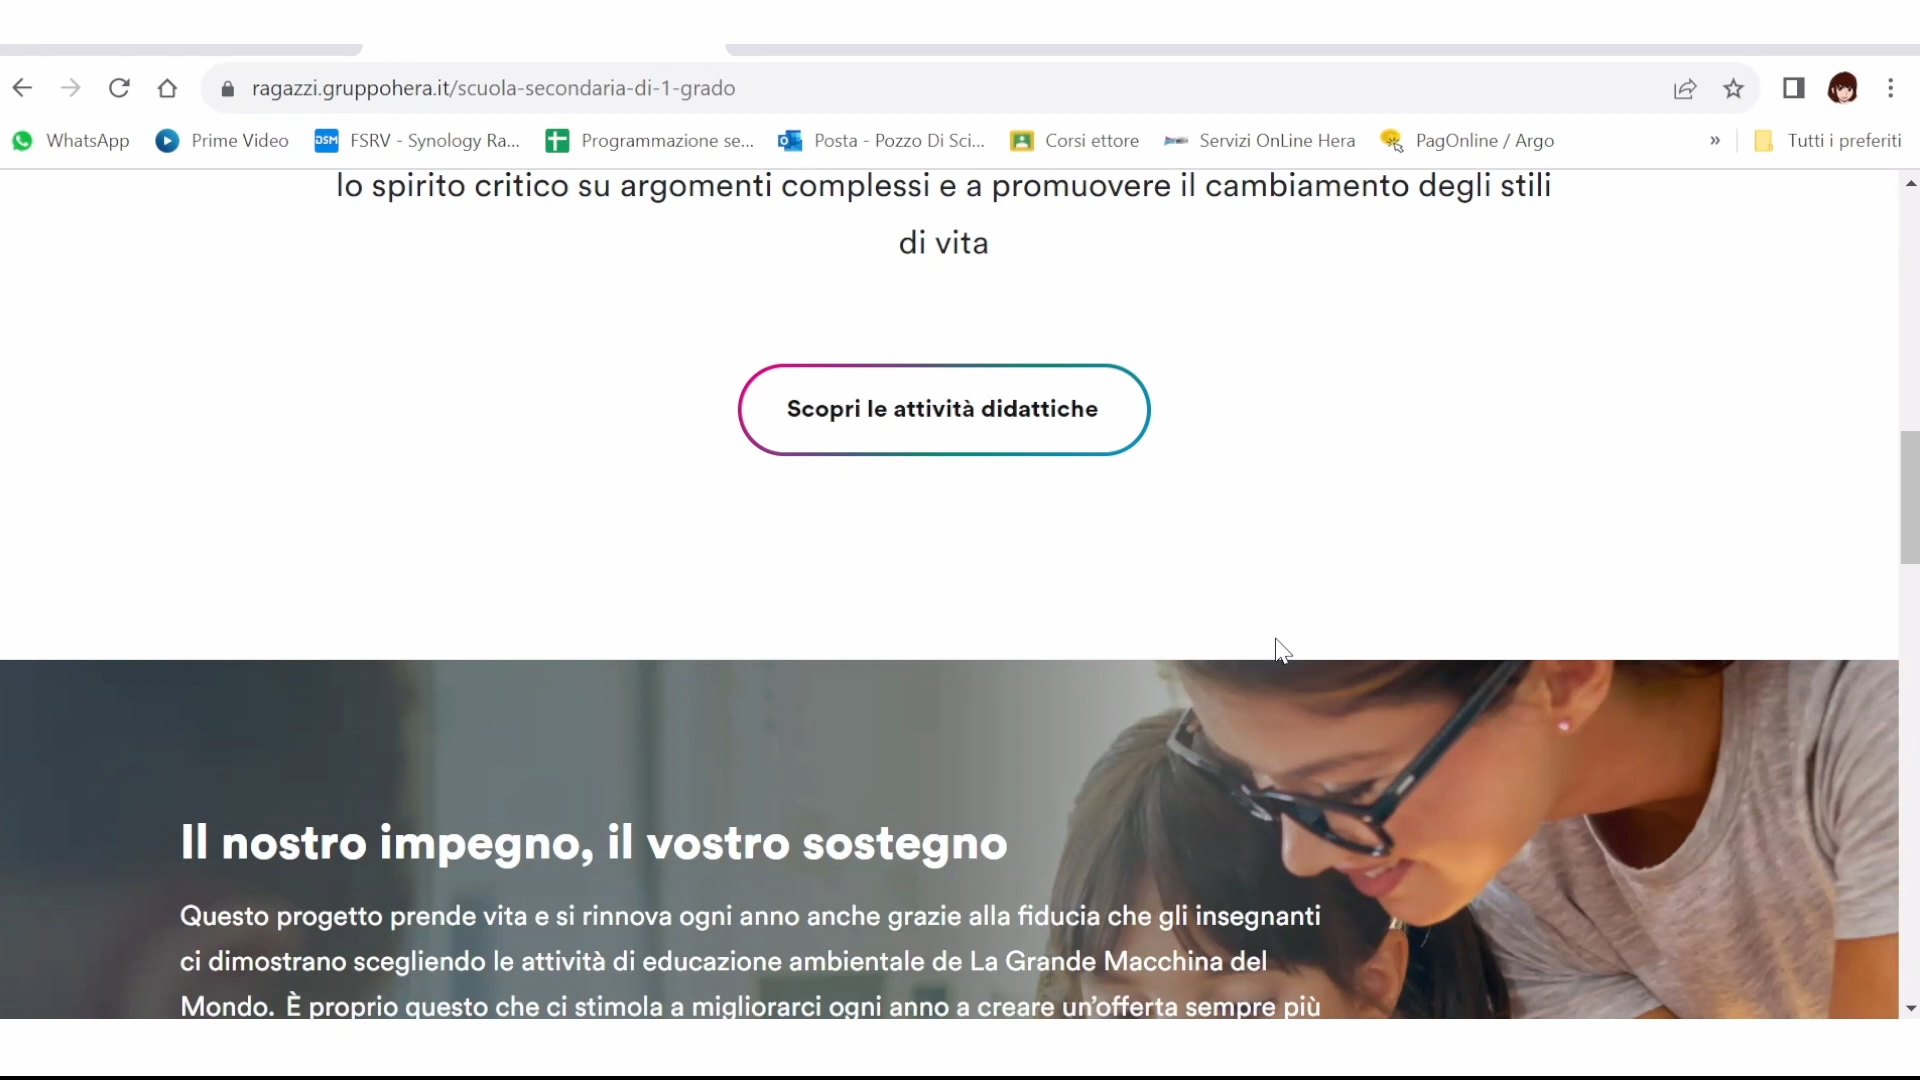 ragazzi.gruppohera.it/scuola-secondaria-di-1-grado
WhatsApp Prime Video DSM FSRV - Synology Ra... Programmazione se... Posta - Pozzo Di Sci... Corsi ettore Servizi OnLine Hera PagOnline / Argo » Tutti i preferiti
lo spirito critico su argomenti complessi e a promuovere il cambiamento degli stili
di vita
Scopri le attività didattiche
Il nostro impegno, il vostro sostegno
Questo progetto prende vita e si rinnova ogni anno anche grazie alla fiducia che gli insegnanti
ci dimostrano scegliendo le attività di educazione ambientale de La Grande Macchina del
Mondo. È proprio questo che ci stimola a migliorarci ogni anno a creare un’offerta sempre più